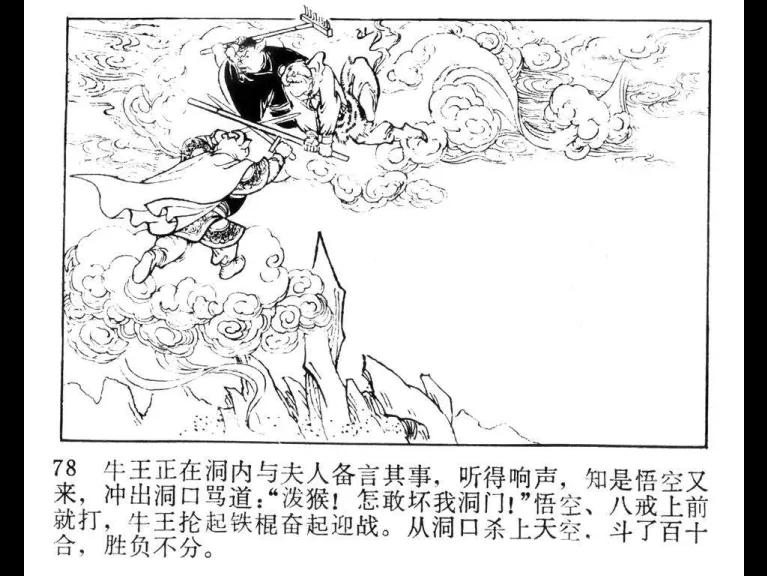 78 牛王正在洞内与夫人备言其事，听得响声，知是悟空又
来，冲出洞口骂道：“泼猴！怎敢坏我洞门！”悟空、八戒上前
就打，牛王抡起铁棍奋起迎战。从洞口杀上天空．斗了百十
合，胜负不分。